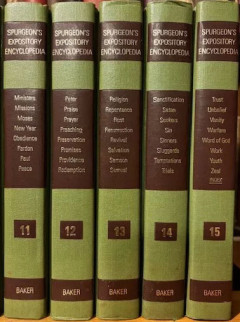 SPURGEON'S
EXPOSITORY
ENCYCLOPEDIA
Ministers
Missions
Moses
New Year
Obedience
Pardon
Paul
Peace
11
BAKER
SPURGEON'S
EXPOSITORY
ENCYCLOPEDIA
Peter
Praise
Prayer
Preaching
Preservation
Promises
Providence
Redemption
12
BAKER
SPURGEON'S
EXPOSITORY
ENCYCLOPEDIA
Religion
Repentance
Rest
Resurrection
Revival
Salvation
Samson
13
BAKER
SPURGEON'S
EXPOSITORY
ENCYCLOPEDIA
Sanctification
Satan
Seekers
Sin
Sinners
Sluggards
Temptations
Trials
14
BAKER
SPURGEON'S
EXPOSITORY
ENCYCLOPEDIA
Trust
Unbelief
Vanity
Warfare
Word of God
Work
Youth
Zeal
INDEX
15
BAKER